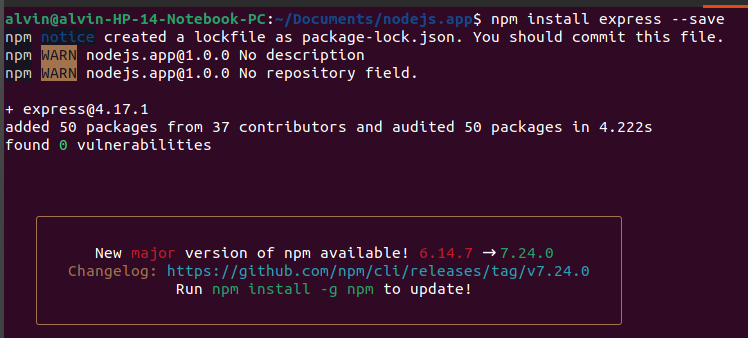 alvin@alvin-HP-14-Notebook-PC:~/Documents/nodejs.app$ npm install express --save
npm notice created a lockfile as package-lock.json. You should commit this file.
npm WARN nodejs.app@1.0.0 No description
npm WARN nodejs.app@1.0.0 No repository field.
+ express@4.17.1
added 50 packages from 37 contributors and audited 50 packages in 4.222s
found 0 vulnerabilities
New major version of npm available! 6.14.7 → 7.24.0
Changelog: https://github.com/npm/cli/releases/tag/v7.24.0
Run npm install -g npm to update!